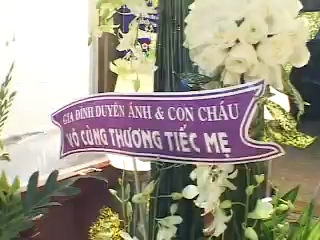 GIA ĐÌNH DUYÊN ÁNH & CON CHÁU
VÔ CÙNG THƯƠNG TIẾC MẸ